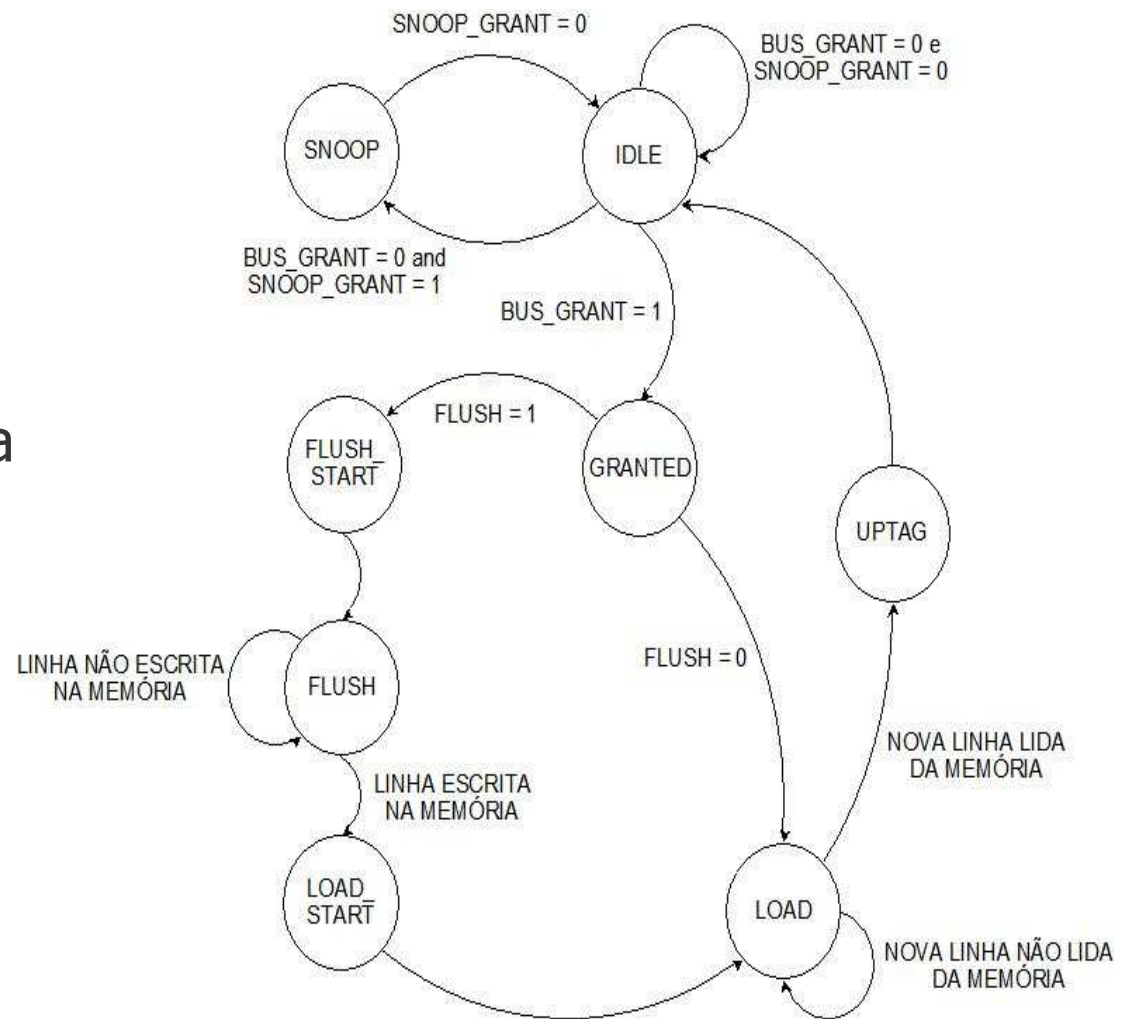 SNOOP_GRANT = 0
BUS_GRANT = 0 e
SNOOP_GRANT = 0
SNOOP
IDLE
BUS_GRANT = 0 and
SNOOP_GRANT = 1
BUS_GRANT = 1
FLUSH = 1
a
FLUSH_
START
GRANTED
UPTAG
LINHA NÃO ESCRITA
NA MEMÓRIA
FLUSH
FLUSH = 0
NOVA LINHA LIDA
DA MEMÓRIA
LINHA ESCRITA
NA MEMÓRIA
LOAD_
START
LOAD
NOVA LINHA NÃO LIDA
DA MEMÓRIA